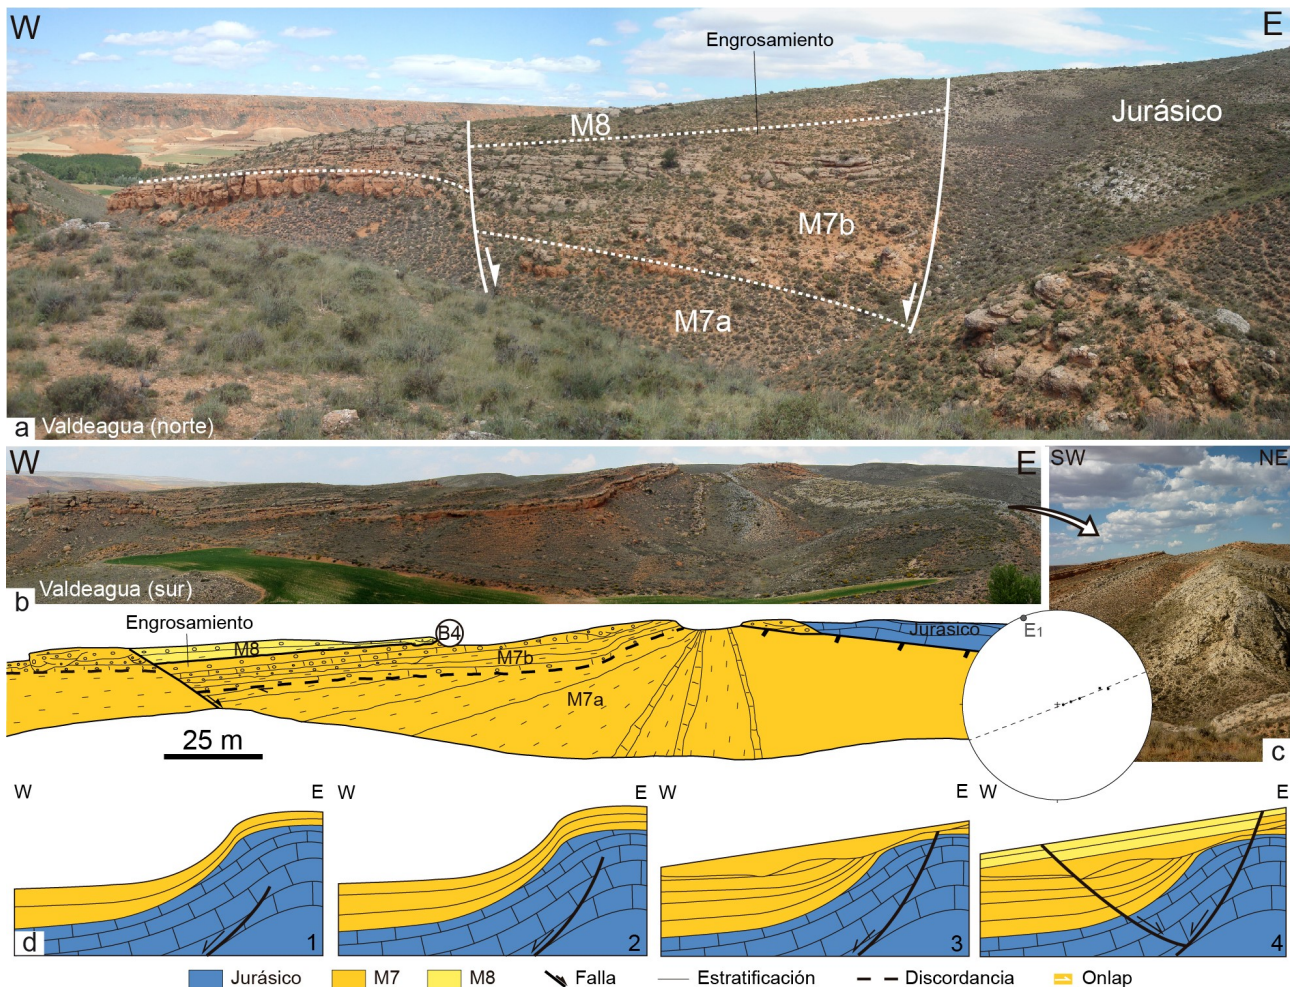 W
E
Engrosamiento
M8
Jurásico
M7b
M7a
a Valdeagua (norte)
W
E
SW
NE
Valdeagua (sur)
b
Engrosamiento
M8
B4
M7b
M7a
Jurásico
E1
25 m
c
W E
W E
W E
W E
d
1
2
3
4
Jurásico
M7
M8
Falla
Estratificación
Discordancia
Onlap